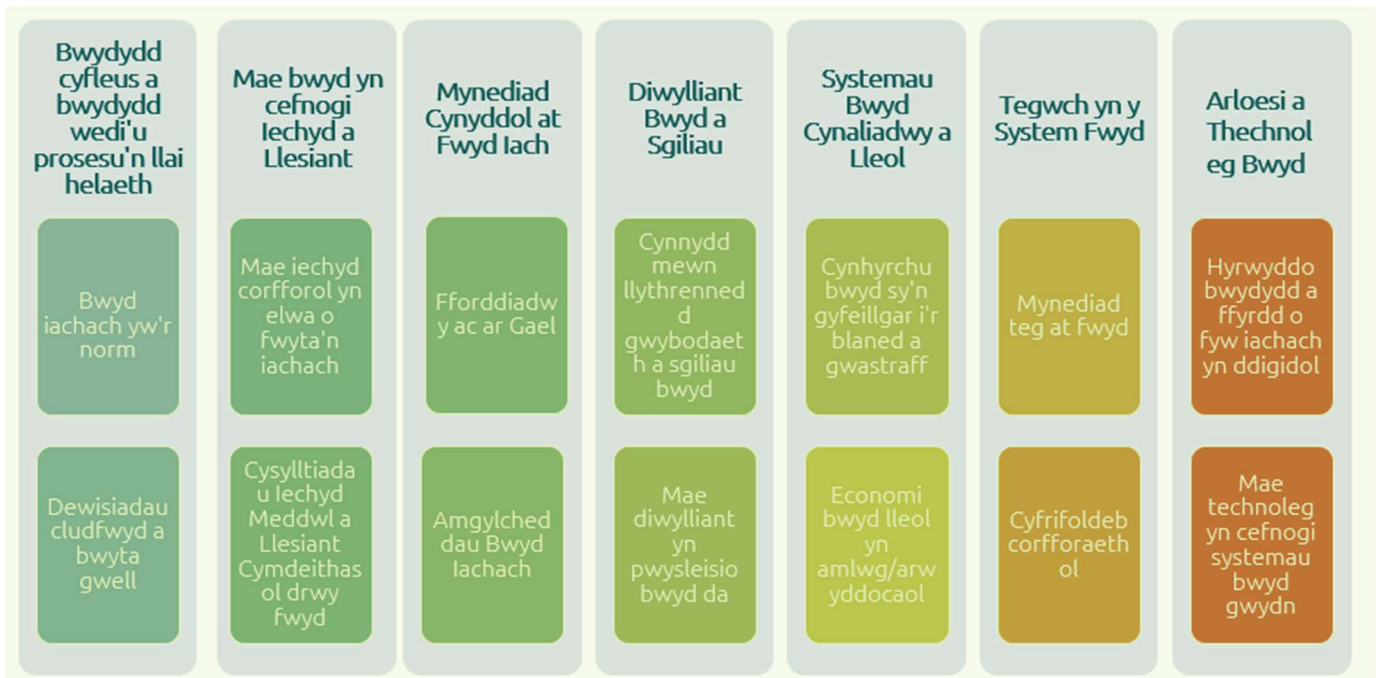 Bwydydd
cyfleus a
bwydydd
wedi'u
prosesu'n llai
helaeth
Bwyd
iachach yw'r
norm
Dewisiadau
cludfwyd a
bwyta
gwell
Mae bwyd yn
cefnogi
Iechyd a
Llesiant
Mae iechyd
corfforol yn
elwa o
fwyta'n
iachach
Cysylltiada
u Iechyd
Meddwl a
Llesiant
Cymdeithas
ol drwy
fwyd
Mynediad
Cynyddol at
Fwyd Iach
Fforddiadw
y ac ar Gael
Amgylched
dau Bwyd
Iachach
Diwylliant
Bwyd a
Sgiliau
Cynnydd
mewn
llythrenned
d
gwybodaet
h a sgiliau
bwyd
Mae
diwylliant
yn
pwysleisio
bwyd da
Systemau
Bwyd
Cynaliadwy a
Lleol
Cynhyrchu
bwyd sy'n
gyfeillgar i'r
blaned a
gwastraff
Economi
bwyd lleol
yn
amlwg/arw
yddocaol
Tegwch yn y
System Fwyd
Mynediad
teg at fwyd
Cyfrifoldeb
corfforaeth
ol
Arloesi a
Thechnol
eg Bwyd
Hyrwyddo
bwydydd a
ffyrdd o
fyw iachach
yn ddigidol
Mae
technoleg
yn cefnogi
systemau
bwyd
gwydn